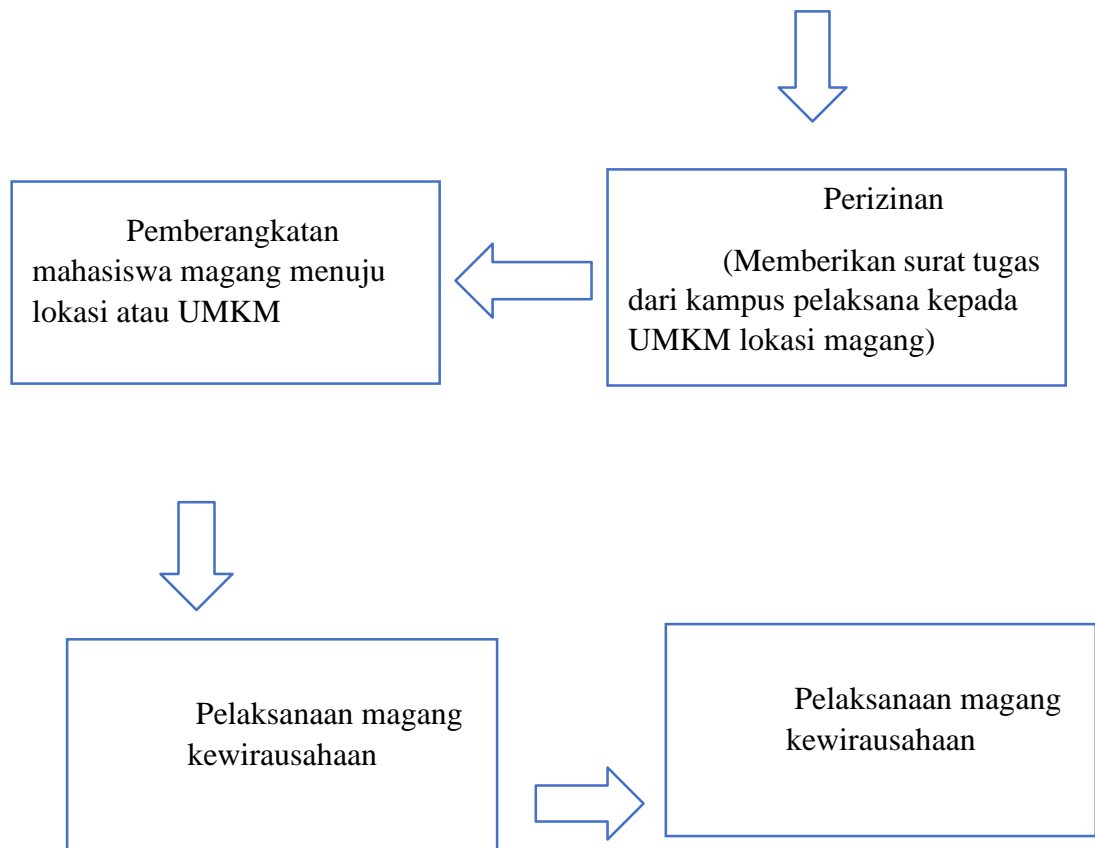 Perizinan
(Memberikan surat tugas
dari kampus pelaksana kepada
UMKM lokasi magang)
Pemberangkatan
mahasiswa magang menuju
lokasi atau UMKM
Pelaksanaan magang
kewirausahaan
Pelaksanaan magang
kewirausahaan